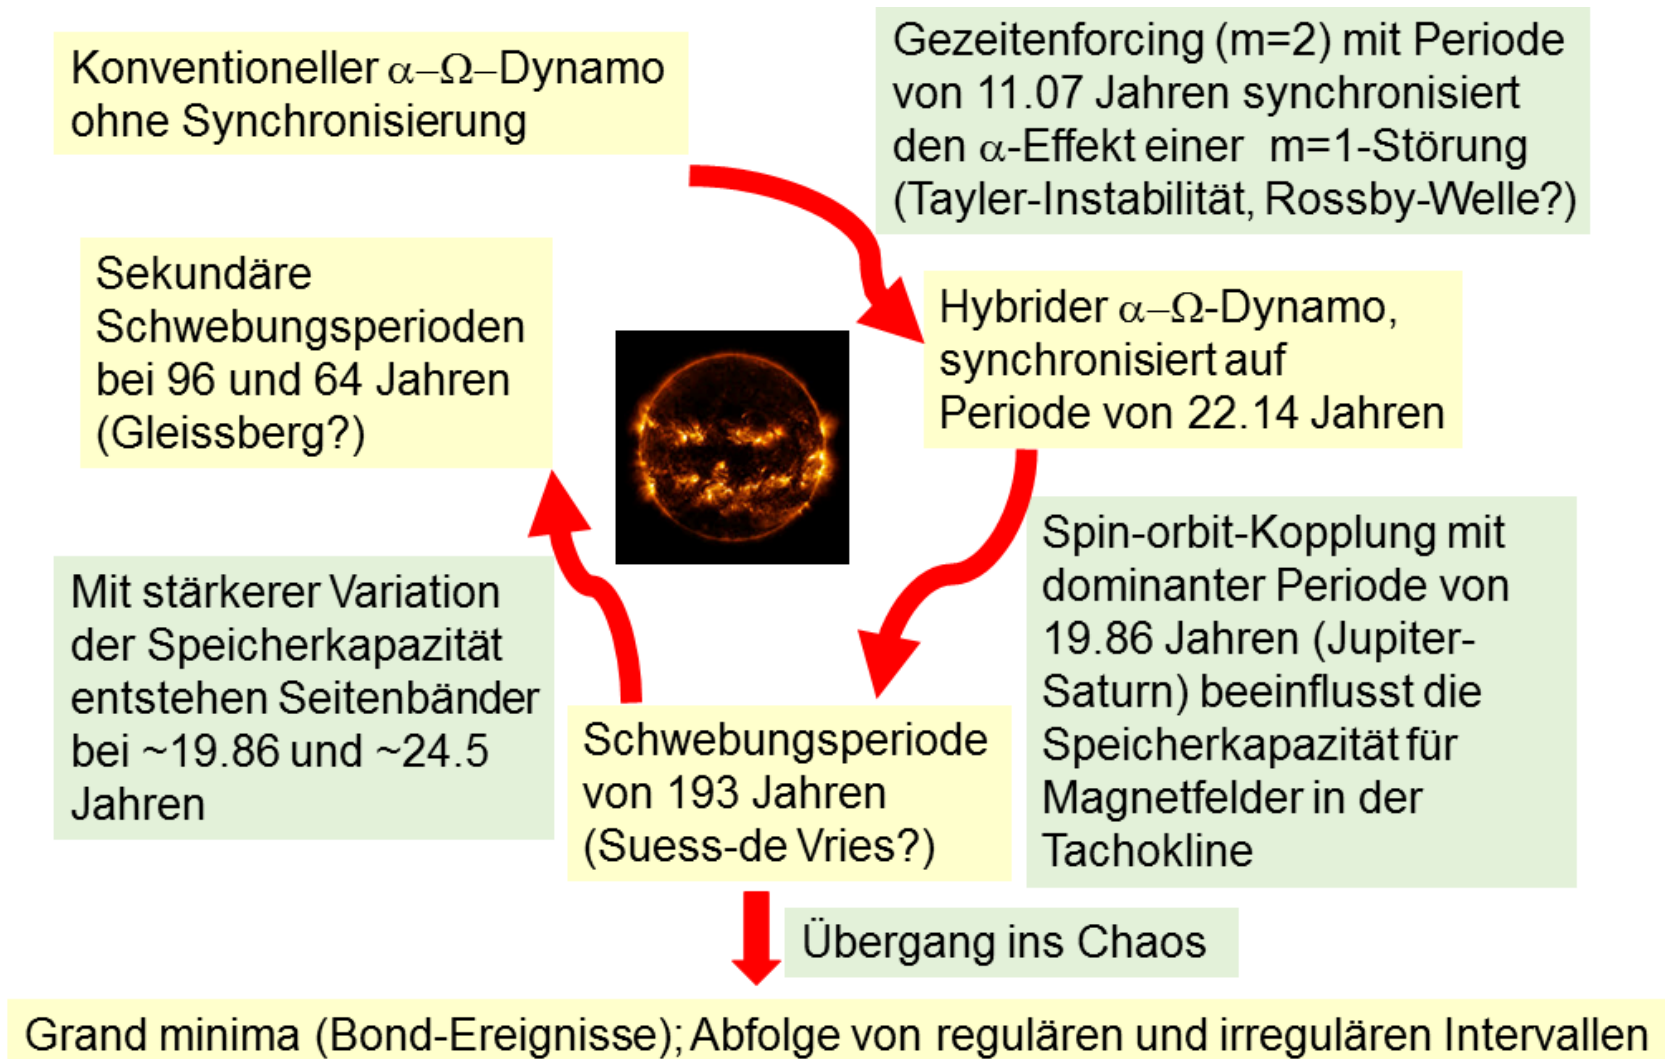 Konventioneller α–Ω–Dynamo
ohne Synchronisierung
Gezeitenforcing (m=2) mit Periode
von 11.07 Jahren synchronisiert
den α-Effekt einer m=1-Störung
(Tayler-Instabilität, Rossby-Welle?)
Hybrider α–Ω-Dynamo,
synchronisiert auf
Periode von 22.14 Jahren
Spin-orbit-Kopplung mit
dominanter Periode von
19.86 Jahren (Jupiter-
Saturn) beeinflusst die
Speicherkapazität für
Magnetfelder in der
Tachokline
Schwebungsperiode
von 193 Jahren
(Suess-de Vries?)
Mit stärkerer Variation
der Speicherkapazität
entstehen Seitenbänder
bei ~19.86 und ~24.5
Jahren
Sekundäre
Schwebungsperioden
bei 96 und 64 Jahren
(Gleissberg?)
Übergang ins Chaos
Grand minima (Bond-Ereignisse); Abfolge von regulären und irregulären Intervallen